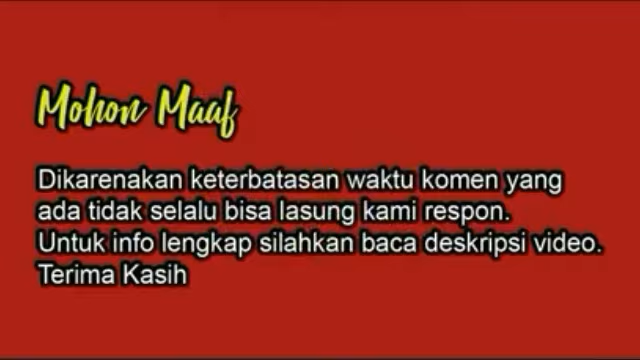 Mohon Maaf
Dikarenakan keterbatasan waktu komen yang
ada tidak selalu bisa lasung kami respon.
Untuk info lengkap silahkan baca deskripsi video.
Terima Kasih